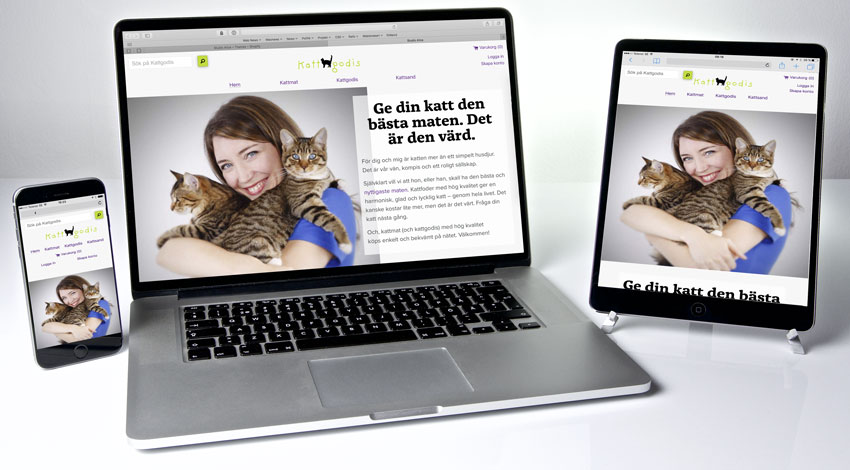 Sök på Kattgodis
Kattgodis
Varukorg (0)
Logga in
Skapa konto
Hem Kattmat Kattgodis Kattsand
Ge din katt den
bästa maten. Det
är den värd.
För dig och mig är katten mer än ett simpelt husdjur.
Det är vår vän, kompis och ett roligt sällskap.
Självklart vill vi att hon, eller han, skall ha den bästa och
nyttigaste maten. Kattfoder med hög kvalitet ger en
harmonisk, glad och lycklig katt – genom hela livet. Det
kanske kostar lite mer, men det är det värt. Fråga din
katt nästa gång.
Och, kattmat (och kattgodis) med hög kvalitet
köps enkelt och bekvämt på nätet. Välkommen!
Sök på Kattgodis
Kattgodis
Hem Kattmat Kattgodis Kattsand
Varukorg (0)
Logga in Skapa konto
Sök på Kattgodis
Kattgodis
Varukorg (0)
Logga in
Skapa konto
Hem Kattmat Kattgodis Kattsand
Ge din katt den bästa